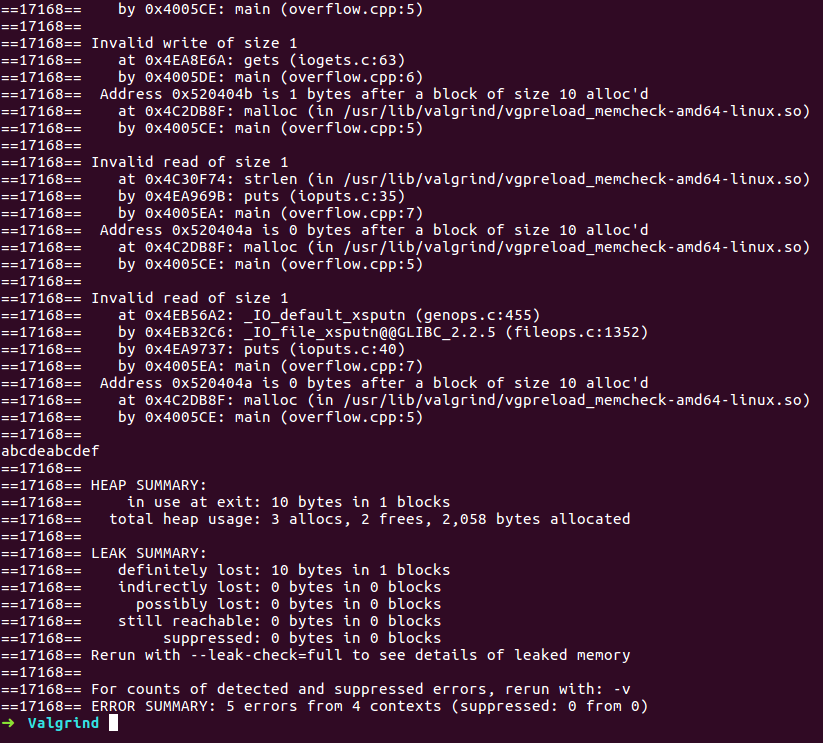 ==17168==    by 0x4005CE: main (overflow.cpp:5)
==17168==
==17168== Invalid write of size 1
==17168==    at 0x4EA8E6A: gets (iogets.c:63)
==17168==    by 0x4005DE: main (overflow.cpp:6)
==17168==  Address 0x520404b is 1 bytes after a block of size 10 alloc'd
==17168==    at 0x4C2DB8F: malloc (in /usr/lib/valgrind/vgpreload_memcheck-amd64-linux.so)
==17168==    by 0x4005CE: main (overflow.cpp:5)
==17168==
==17168== Invalid read of size 1
==17168==    at 0x4C30F74: strlen (in /usr/lib/valgrind/vgpreload_memcheck-amd64-linux.so)
==17168==    by 0x4EA969B: puts (ioputs.c:35)
==17168==    by 0x4005EA: main (overflow.cpp:7)
==17168==  Address 0x520404a is 0 bytes after a block of size 10 alloc'd
==17168==    at 0x4C2DB8F: malloc (in /usr/lib/valgrind/vgpreload_memcheck-amd64-linux.so)
==17168==    by 0x4005CE: main (overflow.cpp:5)
==17168==
==17168== Invalid read of size 1
==17168==    at 0x4EB56A2: _IO_default_xsputn (genops.c:455)
==17168==    by 0x4EB32C6: _IO_file_xsputn@@GLIBC_2.2.5 (fileops.c:1352)
==17168==    by 0x4EA9737: puts (ioputs.c:40)
==17168==    by 0x4005EA: main (overflow.cpp:7)
==17168==  Address 0x520404a is 0 bytes after a block of size 10 alloc'd
==17168==    at 0x4C2DB8F: malloc (in /usr/lib/valgrind/vgpreload_memcheck-amd64-linux.so)
==17168==    by 0x4005CE: main (overflow.cpp:5)
==17168==
abcdeabcdef
==17168==
==17168== HEAP SUMMARY:
==17168==     in use at exit: 10 bytes in 1 blocks
==17168==   total heap usage: 3 allocs, 2 frees, 2,058 bytes allocated
==17168==
==17168== LEAK SUMMARY:
==17168==    definitely lost: 10 bytes in 1 blocks
==17168==    indirectly lost: 0 bytes in 0 blocks
==17168==      possibly lost: 0 bytes in 0 blocks
==17168==    still reachable: 0 bytes in 0 blocks
==17168==         suppressed: 0 bytes in 0 blocks
==17168== Rerun with --leak-check=full to see details of leaked memory
==17168==
==17168== For counts of detected and suppressed errors, rerun with: -v
==17168== ERROR SUMMARY: 5 errors from 4 contexts (suppressed: 0 from 0)
➜  Valgrind